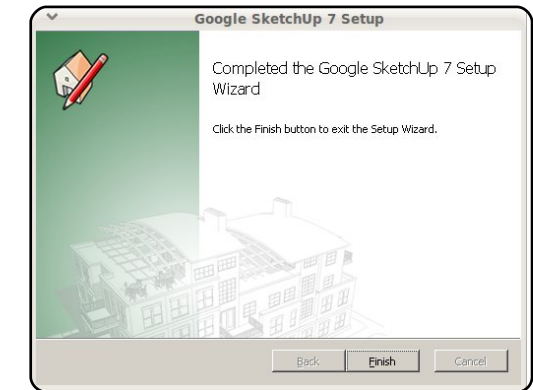 Google SketchUp 7 Setup
Completed the Google SketchUp 7 Setup
Wizard
Click the Finish button to exit the Setup Wizard.
Back Finish Cancel